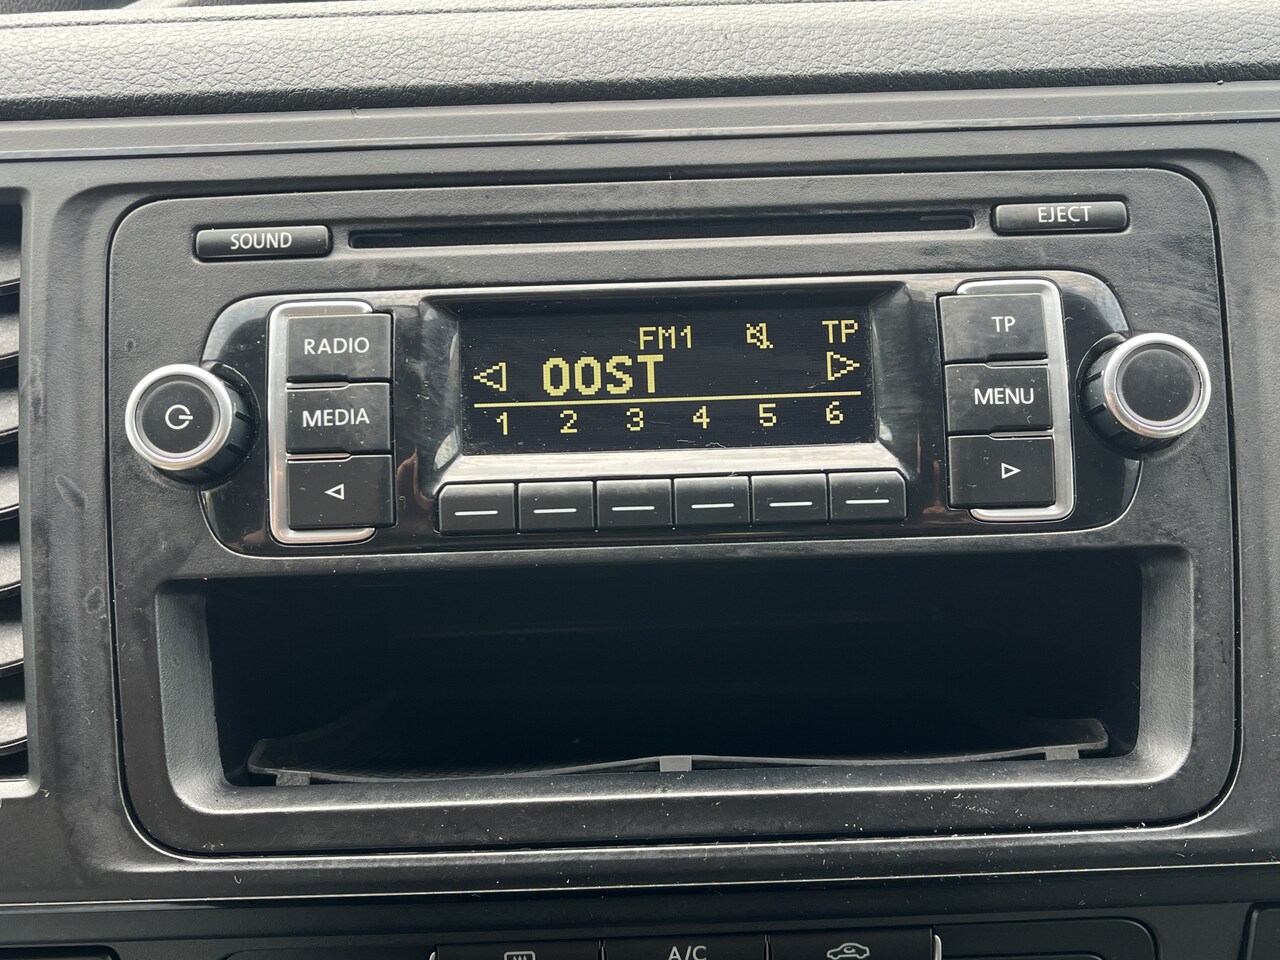 SOUND
EJECT
RADIO
MEDIA
FM1 TP
OOST
1 2 3 4 5 6
TP
MENU
A/C